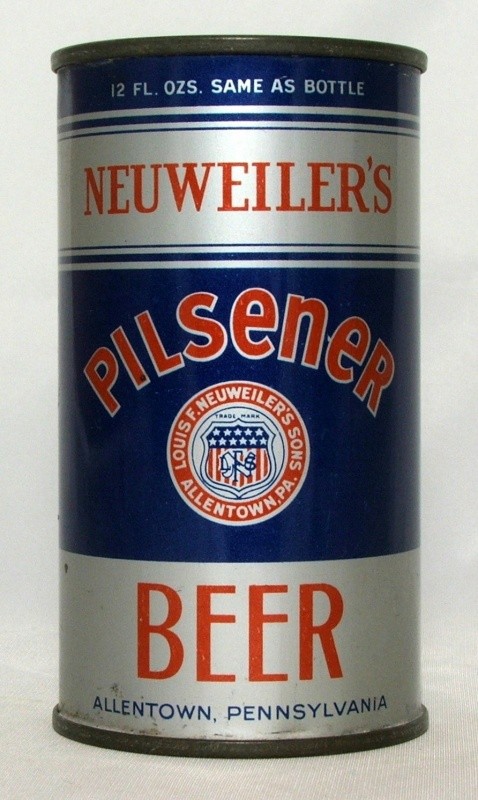 12 FL. OZS. SAME AS BOTTLE
NEUWEILER'S
PILSeneR
LOUIS F. NEUWEILER'S SONS
TRADE MARK
ALLENTOWN, PA.
BEER
ALLENTOWN, PENNSYLVANiA